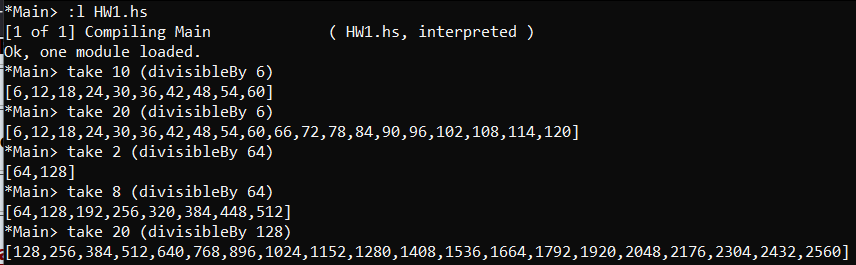 *Main> :l HW1.hs
[1 of 1] Compiling Main             ( HW1.hs, interpreted )
Ok, one module loaded.
*Main> take 10 (divisibleBy 6)
[6,12,18,24,30,36,42,48,54,60]
*Main> take 20 (divisibleBy 6)
[6,12,18,24,30,36,42,48,54,60,66,72,78,84,90,96,102,108,114,120]
*Main> take 2 (divisibleBy 64)
[64,128]
*Main> take 8 (divisibleBy 64)
[64,128,192,256,320,384,448,512]
*Main> take 20 (divisibleBy 128)
[128,256,384,512,640,768,896,1024,1152,1280,1408,1536,1664,1792,1920,2048,2176,2304,2432,2560]